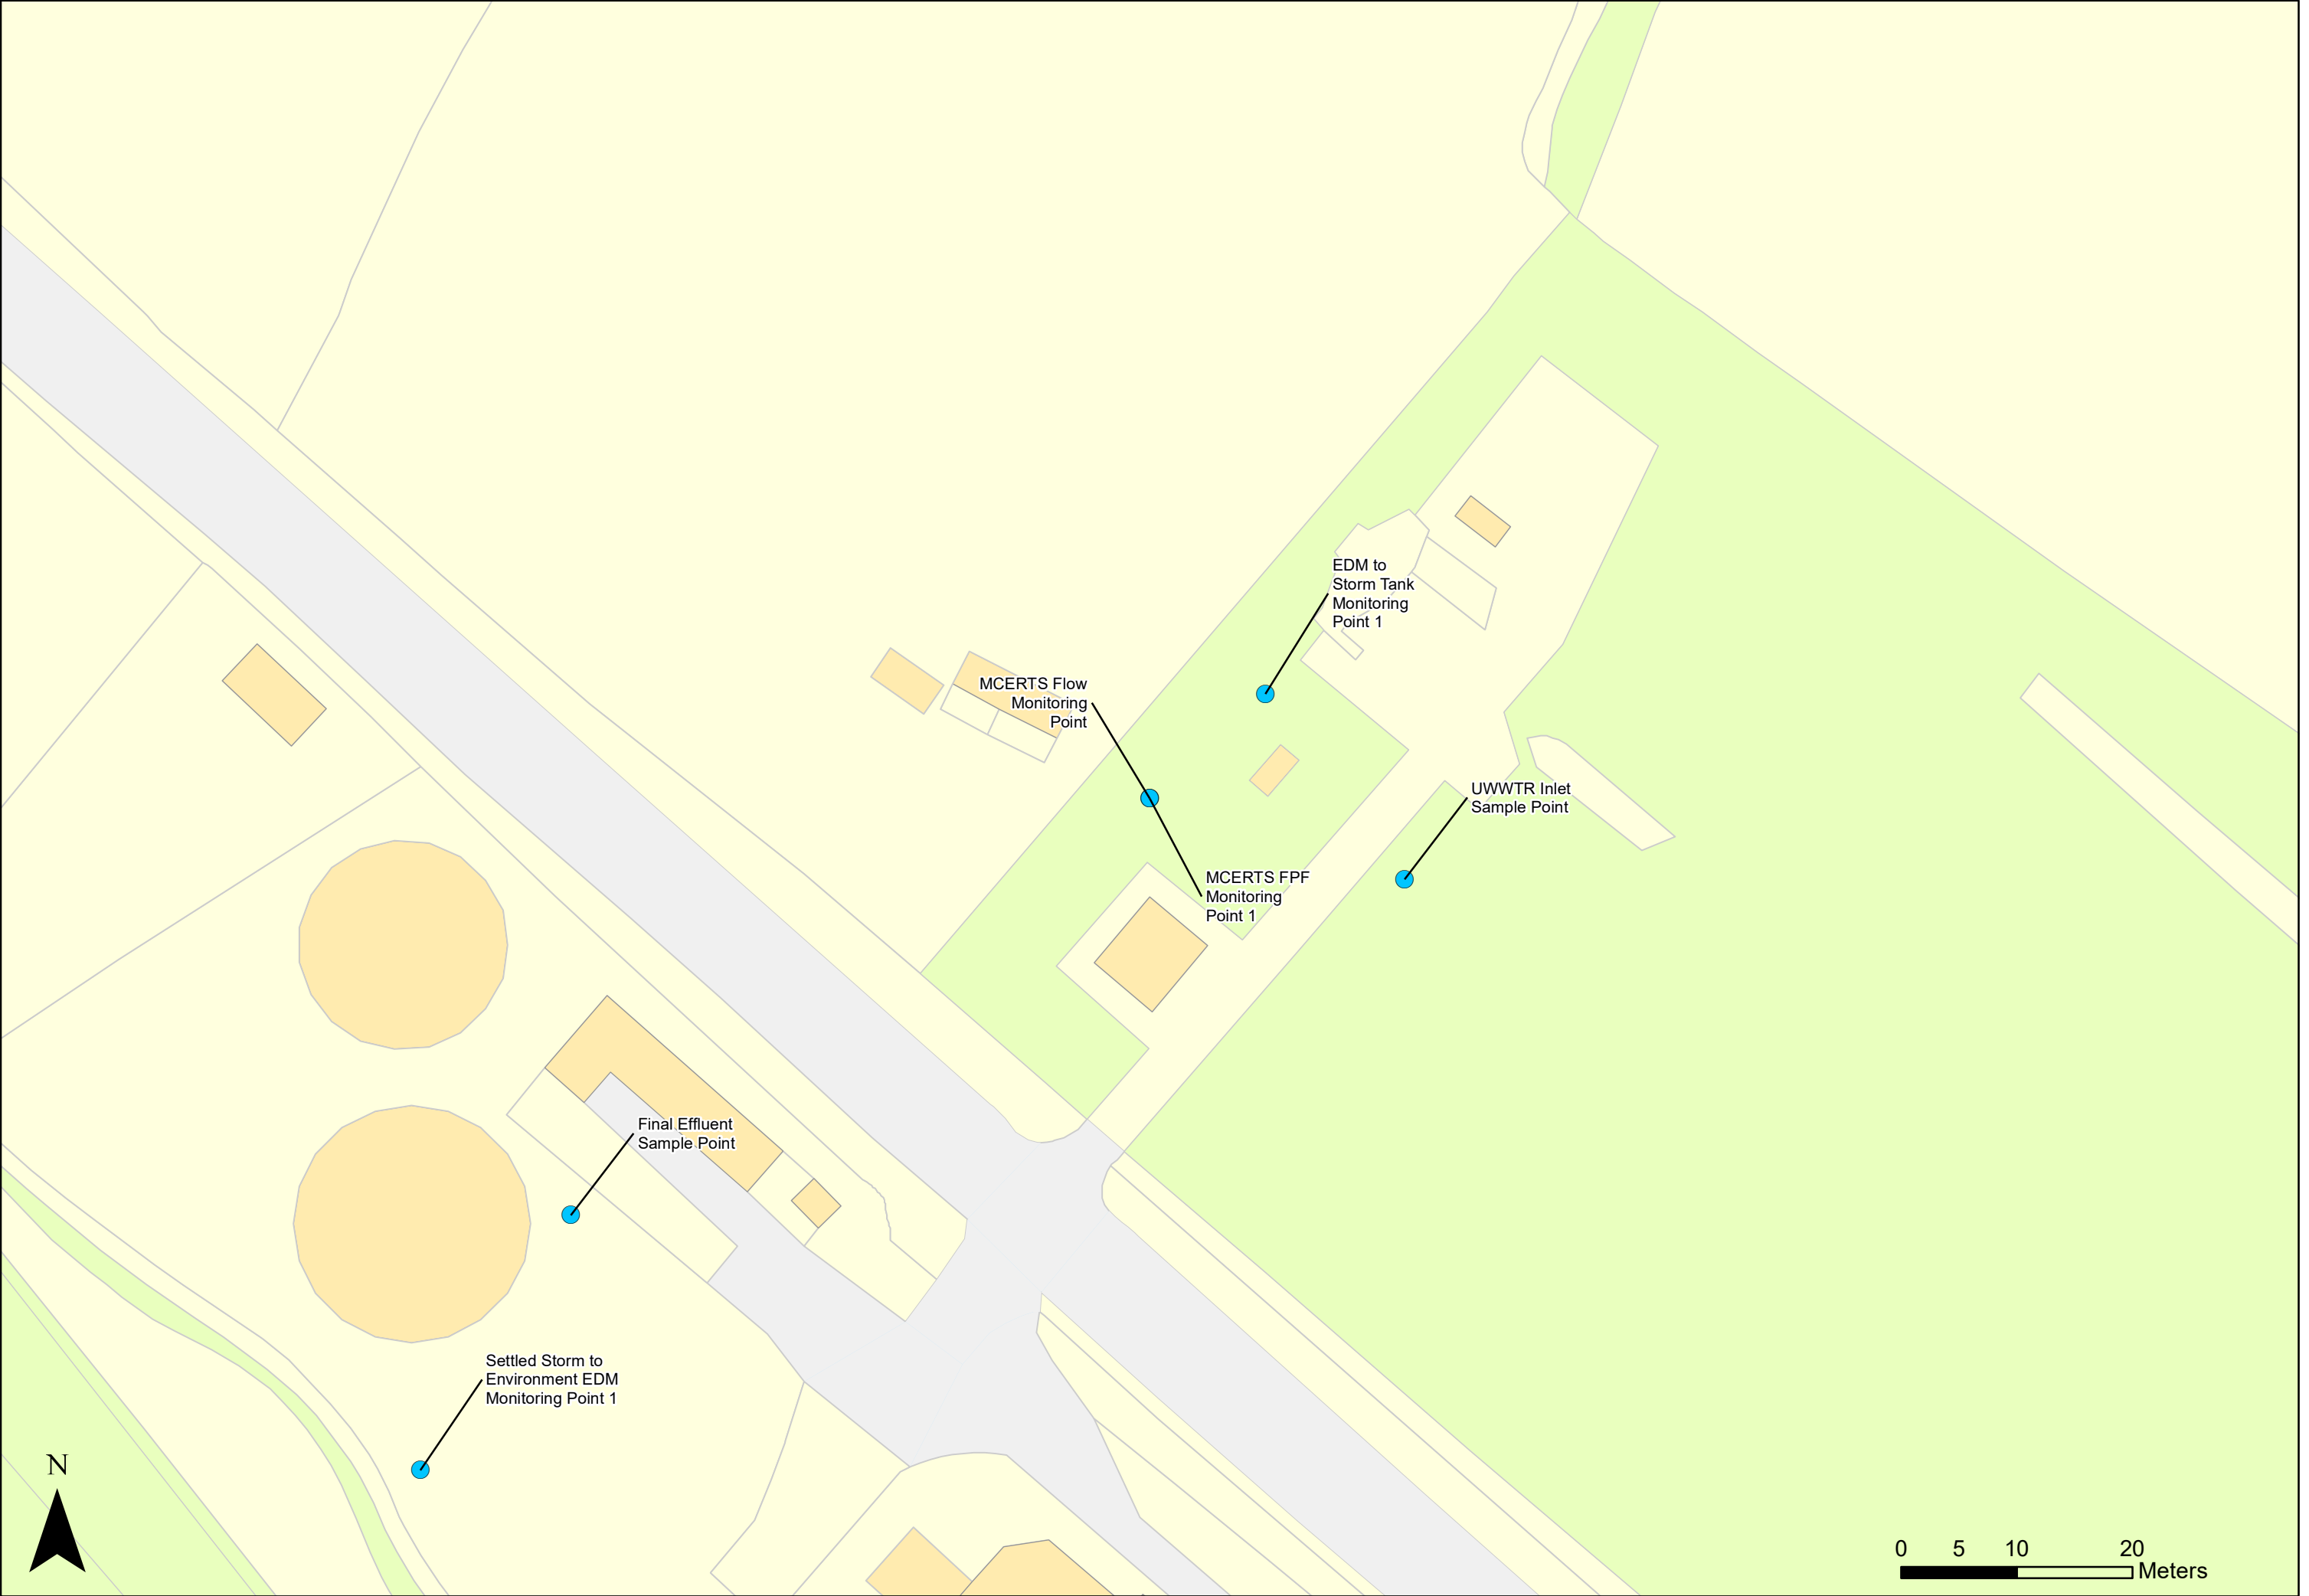 EDM to
Storm Tank
Monitoring
Point 1
MCERTS Flow
Monitoring
Point
UWWTR Inlet
Sample Point
MCERTS FPF
Monitoring
Point 1
Final Effluent
Sample Point
Settled Storm to
Environment EDM
Monitoring Point 1
N
0 5 10 20
Meters